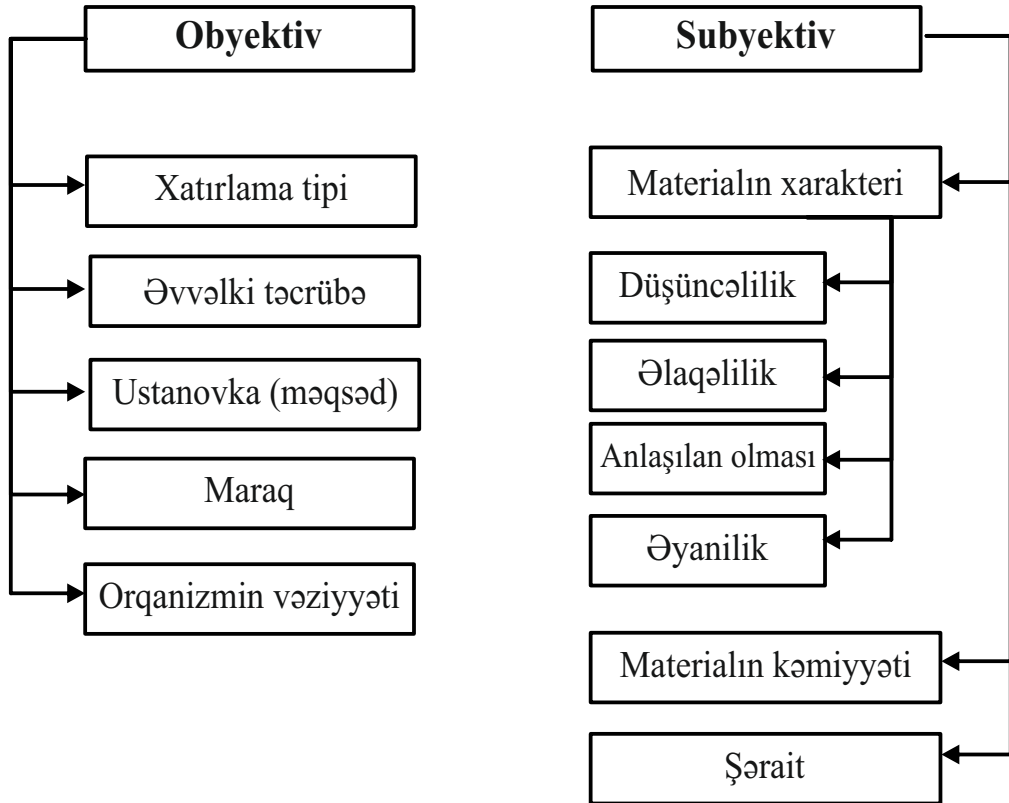 Obyektiv
Xatırlama tipi
Əvvəlki təcrübə
Ustanovka (məqsəd)
Maraq
Orqanizmin vəziyyəti
Subyektiv
Materialın xarakteri
Düşüncəlilik
Əlaqəlilik
Anlaşılan olması
Əyanilik
Materialın kəmiyyəti
Şərait